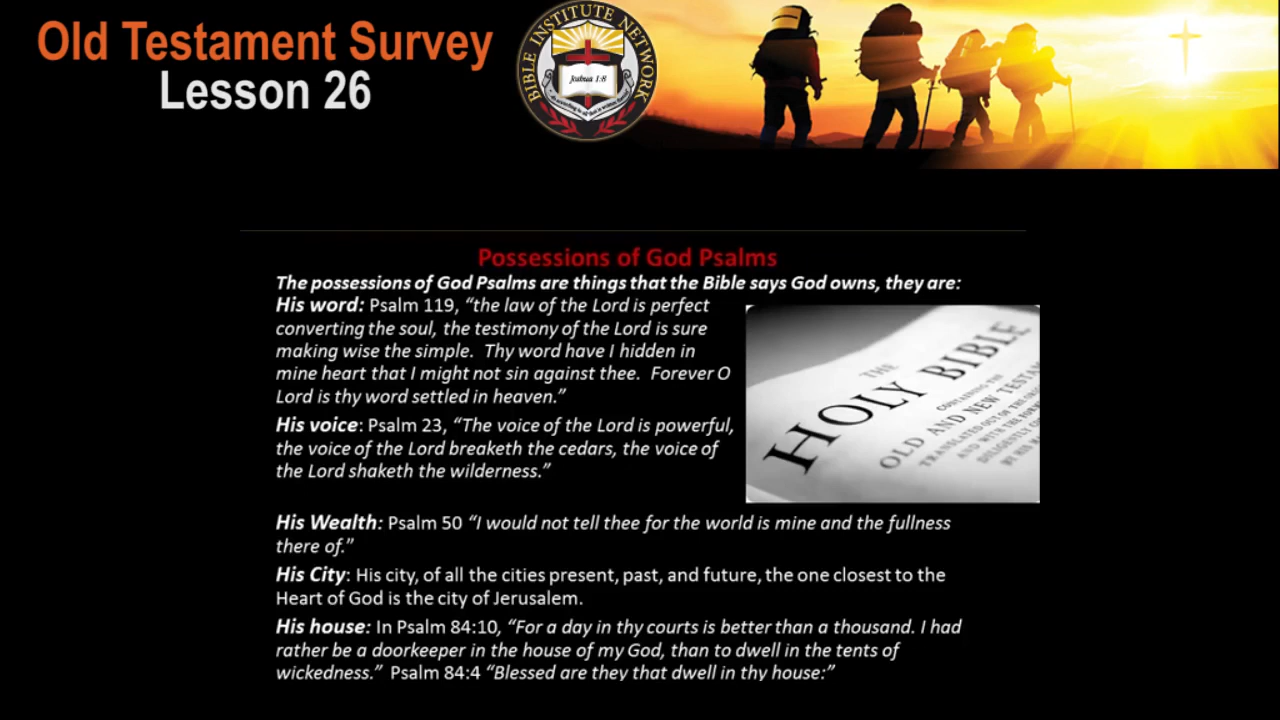 Old Testament Survey
Lesson 26
BIBLE INSTITUTE NETWORK
Joshua 1:8
Possessions of God Psalms
The possessions of God Psalms are things that the Bible says God owns, they are:
His word: Psalm 119, “the law of the Lord is perfect
converting the soul, the testimony of the Lord is sure
making wise the simple. Thy word have I hidden in
mine heart that I might not sin against thee. Forever O
Lord is thy word settled in heaven.”
His voice: Psalm 23, “The voice of the Lord is powerful,
the voice of the Lord breaketh the cedars, the voice of
the Lord shaketh the wilderness.”
THE
HOLY BIBLE
CONTAINING THE
OLD AND NEW
TRANSLATED OUT OF THE
AND WITH THE
His Wealth: Psalm 50 “I would not tell thee for the world is mine and the fullness
there of.”
His City: His city, of all the cities present, past, and future, the one closest to the
Heart of God is the city of Jerusalem.
His house: In Psalm 84:10, “For a day in thy courts is better than a thousand. I had
rather be a doorkeeper in the house of my God, than to dwell in the tents of
wickedness.” Psalm 84:4 “Blessed are they that dwell in thy house:”